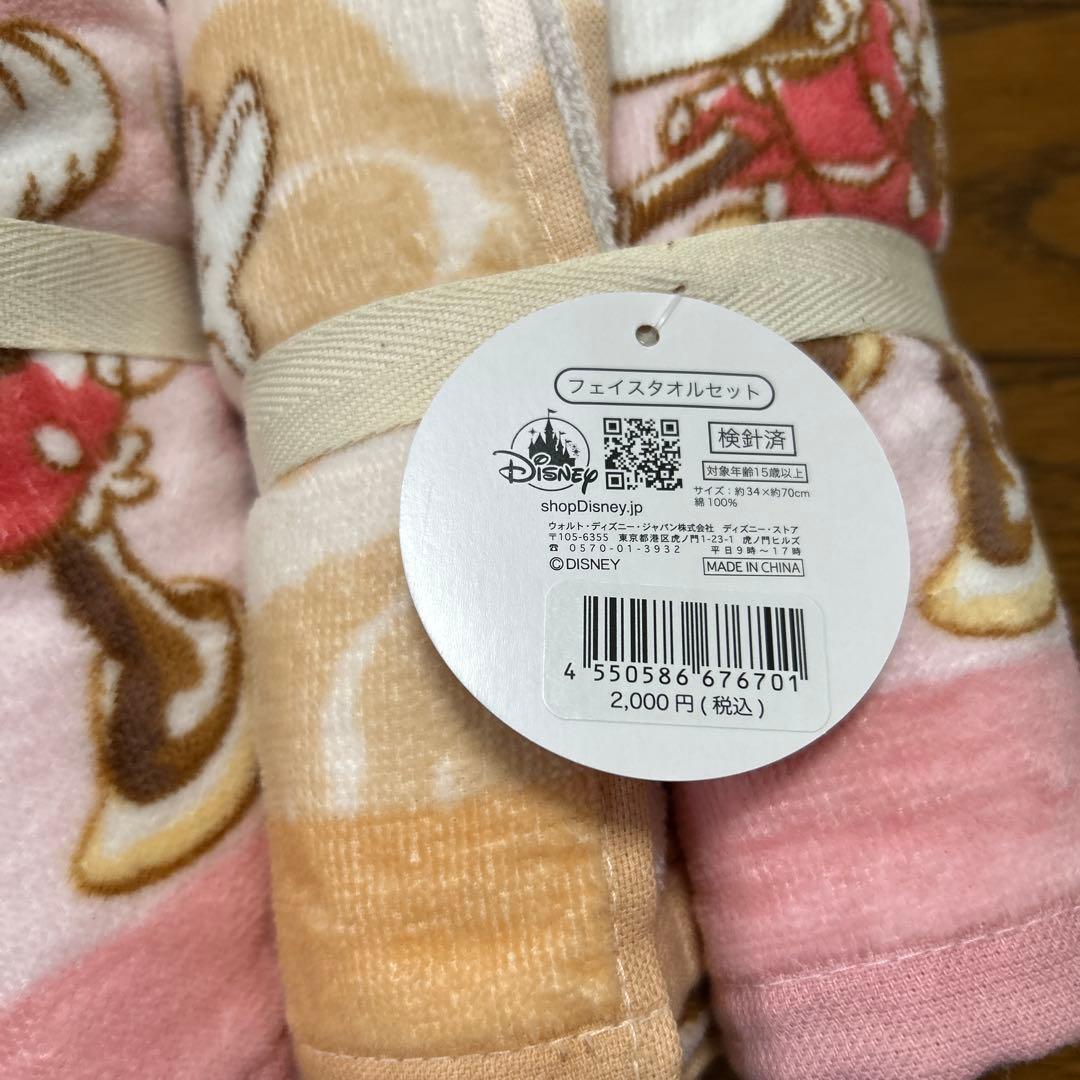 フェイスタオルセット
Disney
検針済
対象年齢15歳以上
サイズ：約34×約70cm
綿100%
shopDisney.jp
ウォルト・ディズニー・ジャパン株式会社 ディズニー・ストア
〒105-6355 東京都港区虎ノ門1-23-1 虎ノ門ヒルズ
☎ 0570-01-3932 平日9時～17時
©DISNEY
MADE IN CHINA
4 550586 676701
2,000円(税込)